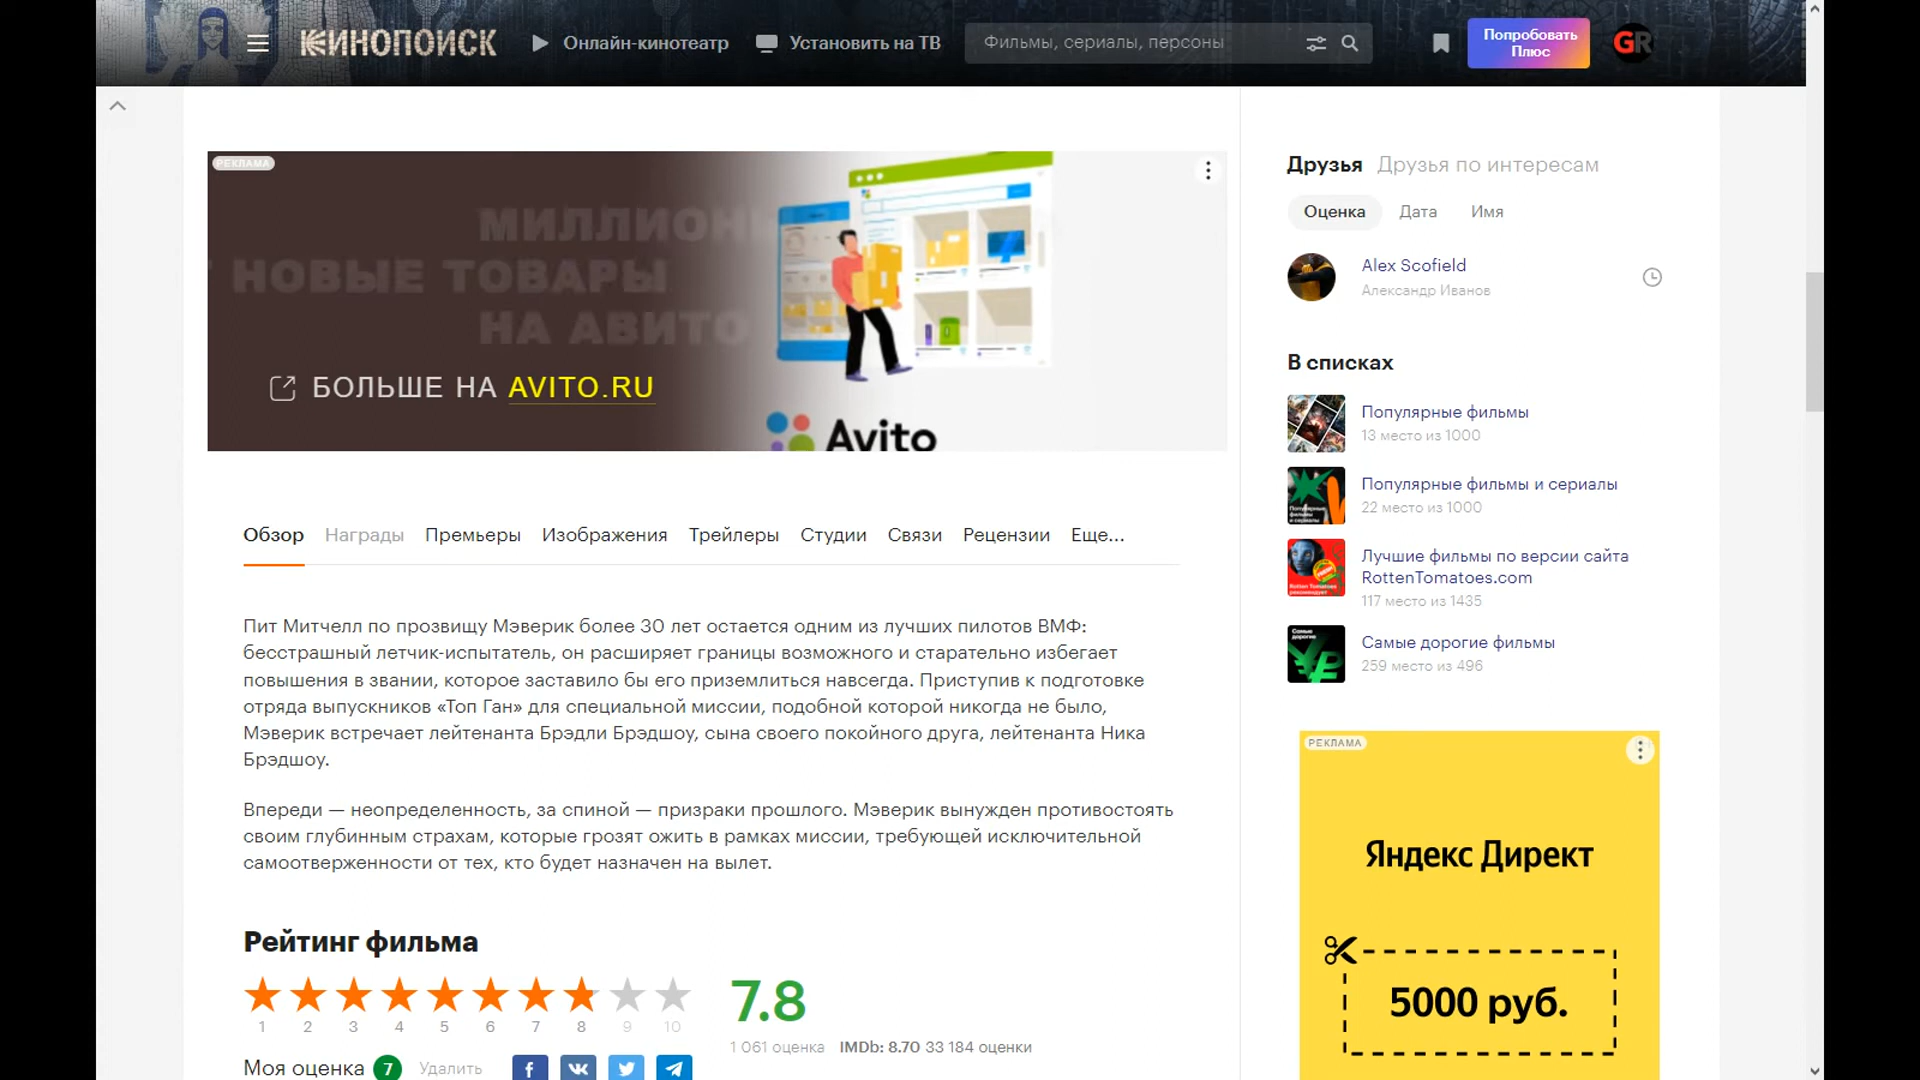 КИНОПОИСК
Онлайн-кинотеатр
Установить на ТВ
Фильмы, сериалы, персоны
Попробовать
Плюс
GR
РЕКЛАМА
МИЛЛИОНЫ
НОВЫЕ ТОВАРЫ
НА АВИТО
БОЛЬШЕ НА AVITO.RU
Avito
Обзор Награды Премьеры Изображения Трейлеры Студии Связи Рецензии Еще...
Пит Митчелл по прозвищу Мэверик более 30 лет остается одним из лучших пилотов ВМФ:
бесстрашный летчик-испытатель, он расширяет границы возможного и старательно избегает
повышения в звании, которое заставило бы его приземлиться навсегда. Приступив к подготовке
отряда выпускников «Топ Ган» для специальной миссии, подобной которой никогда не было,
Мэверик встречает лейтенанта Брэдли Брэдшоу, сына своего покойного друга, лейтенанта Ника
Брэдшоу.
Впереди — неопределенность, за спиной — призраки прошлого. Мэверик вынужден противостоять
своим глубинным страхам, которые грозят ожить в рамках миссии, требующей исключительной
самоотверженности от тех, кто будет назначен на вылет.
Рейтинг фильма
1 2 3 4 5 6 7 8 9 10
7.8
1 061 оценка IMDb: 8.70 33 184 оценки
Моя оценка 7 Удалить
Друзья Друзья по интересам
Оценка Дата Имя
Alex Scofield
Александр Иванов
В списках
Популярные фильмы
13 место из 1000
Популярные фильмы и сериалы
22 место из 1000
Лучшие фильмы по версии сайта
RottenTomatoes.com
117 место из 1435
Самые дорогие фильмы
259 место из 496
РЕКЛАМА
Яндекс Директ
5000 руб.